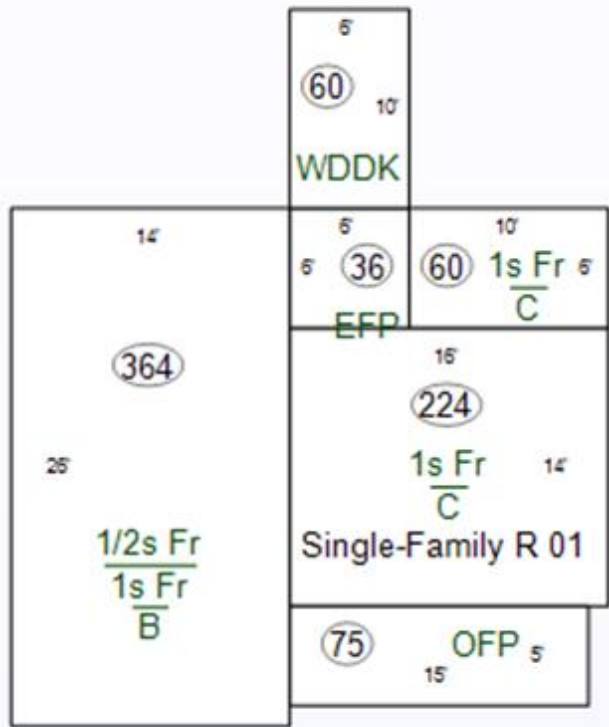 6'
60
10'
WDDK
14'
6'
10'
6'
36
60
1s Fr
6'
C
EFP
364
16'
224
26'
1s Fr
14'
C
1/2s Fr
1s Fr
B
Single-Family R 01
75
OFP
5'
15'